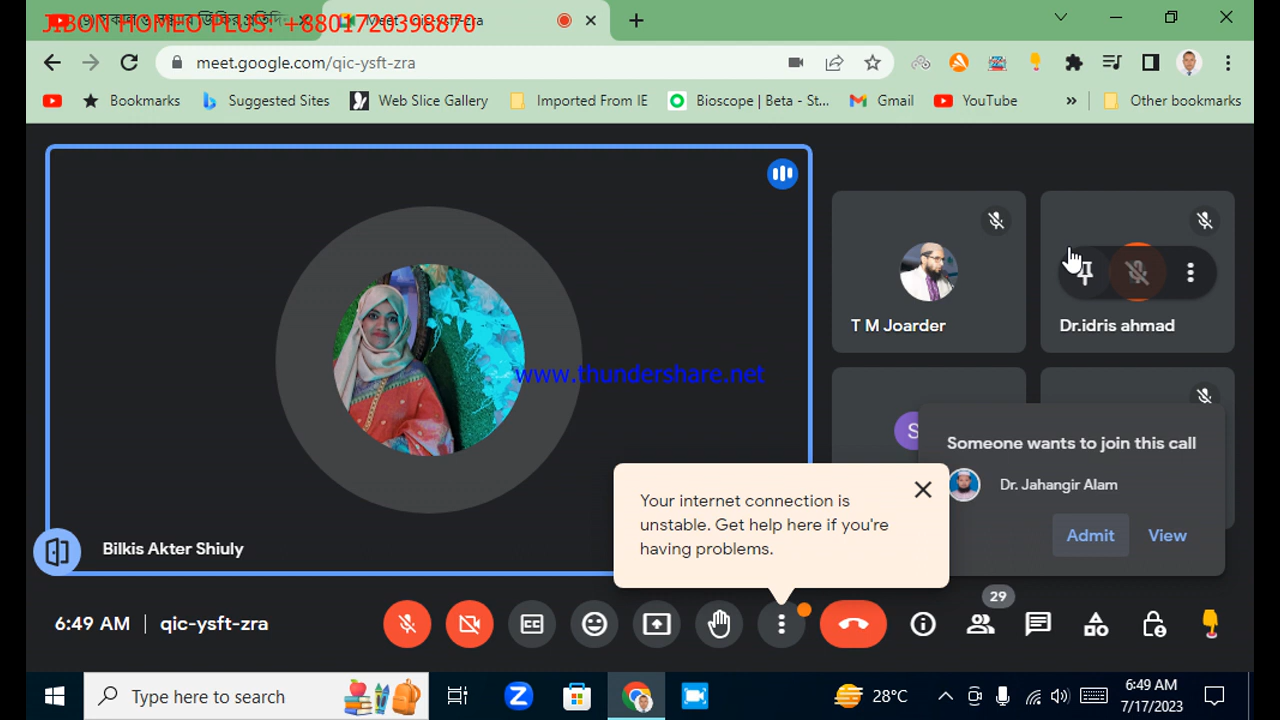 JIBON HOMEO PLUS: +8801720398870
qic-ysft-zra
meet.google.com/qic-ysft-zra
Bookmarks
Suggested Sites
Web Slice Gallery
Imported From IE
Bioscope | Beta - St...
Gmail
YouTube
»
Other bookmarks
T M Joarder
Dr.idris ahmad
www.thundershare.net
S
Someone wants to join this call
Dr. Jahangir Alam
Admit
View
Your internet connection is
unstable. Get help here if you're
having problems.
Bilkis Akter Shiuly
29
6:49 AM | qic-ysft-zra
Type here to search
28°C
6:49 AM
7/17/2023